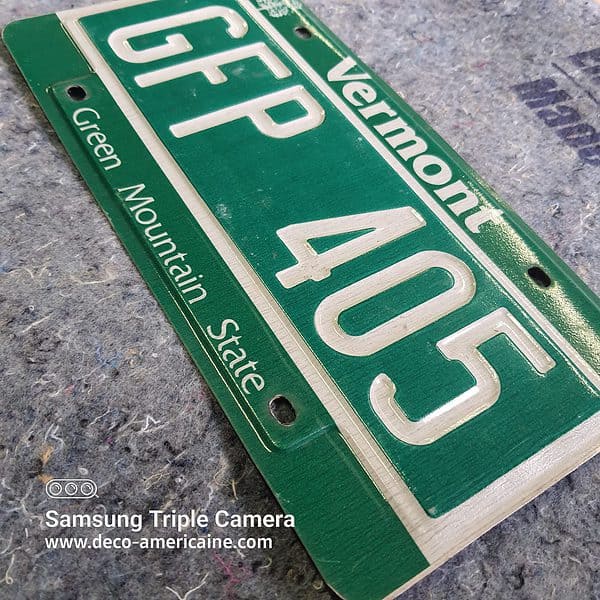 Vermont
GFP 405
Green Mountain State
Samsung Triple Camera
www.deco-americaine.com